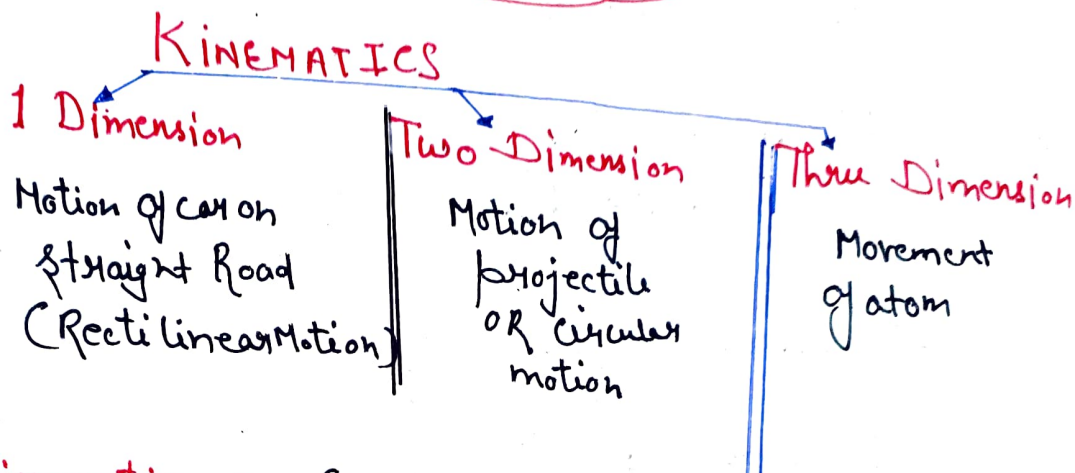 KINEMATICS
1 Dimension
Motion of car on
straight Road
(Rectilinear Motion)
Two Dimension
Motion of
projectile
OR circular
motion
Three Dimension
Movement
of atom